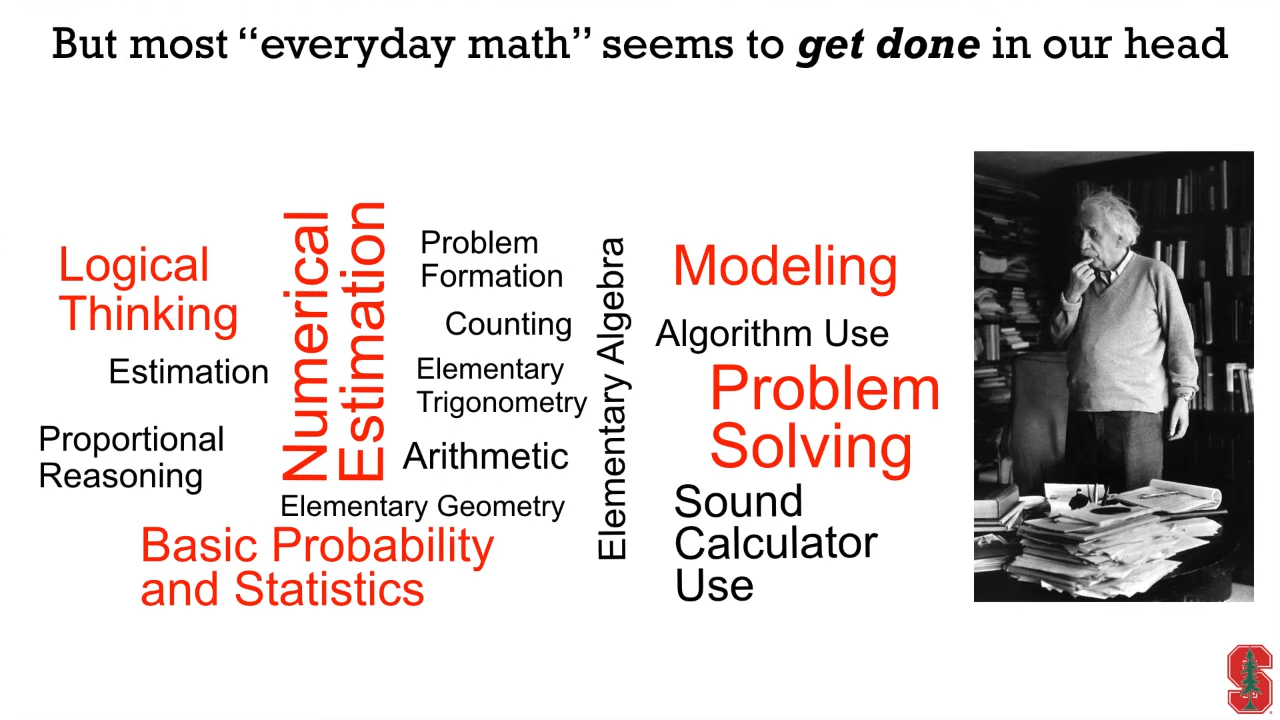 But most “everyday math” seems to get done in our head
Logical
Thinking
Estimation
Proportional
Reasoning
Numerical
Estimation
Problem
Formation
Counting
Elementary
Trigonometry
Arithmetic
Elementary Geometry
Basic Probability
and Statistics
Elementary Algebra
Modeling
Algorithm Use
Problem
Solving
Sound
Calculator
Use
S